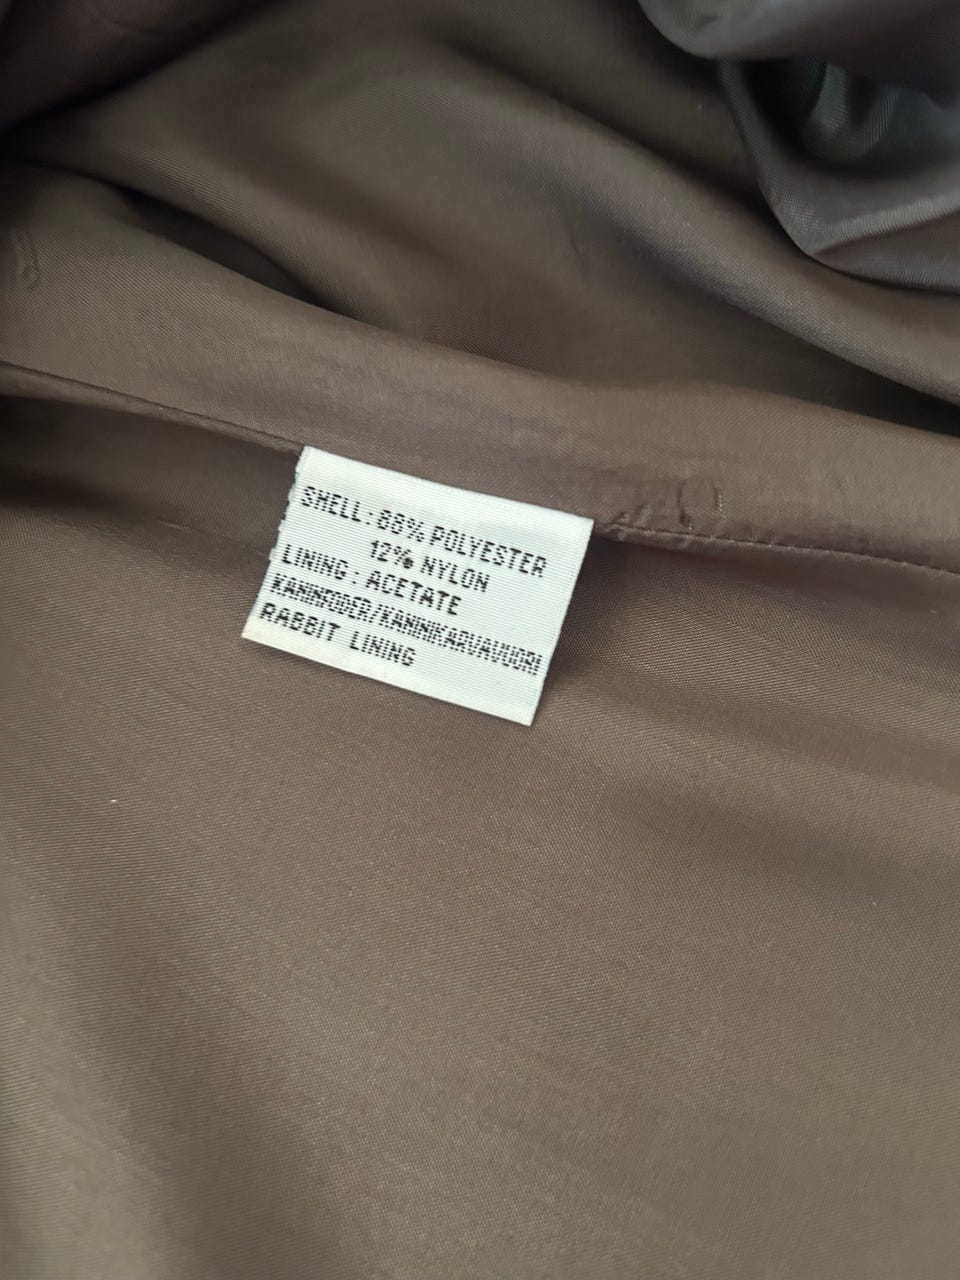 SHELL: 88% POLYESTER
12% NYLON
LINING: ACETATE
KANINFODER/KANINIKARVAVUORI
RABBIT LINING